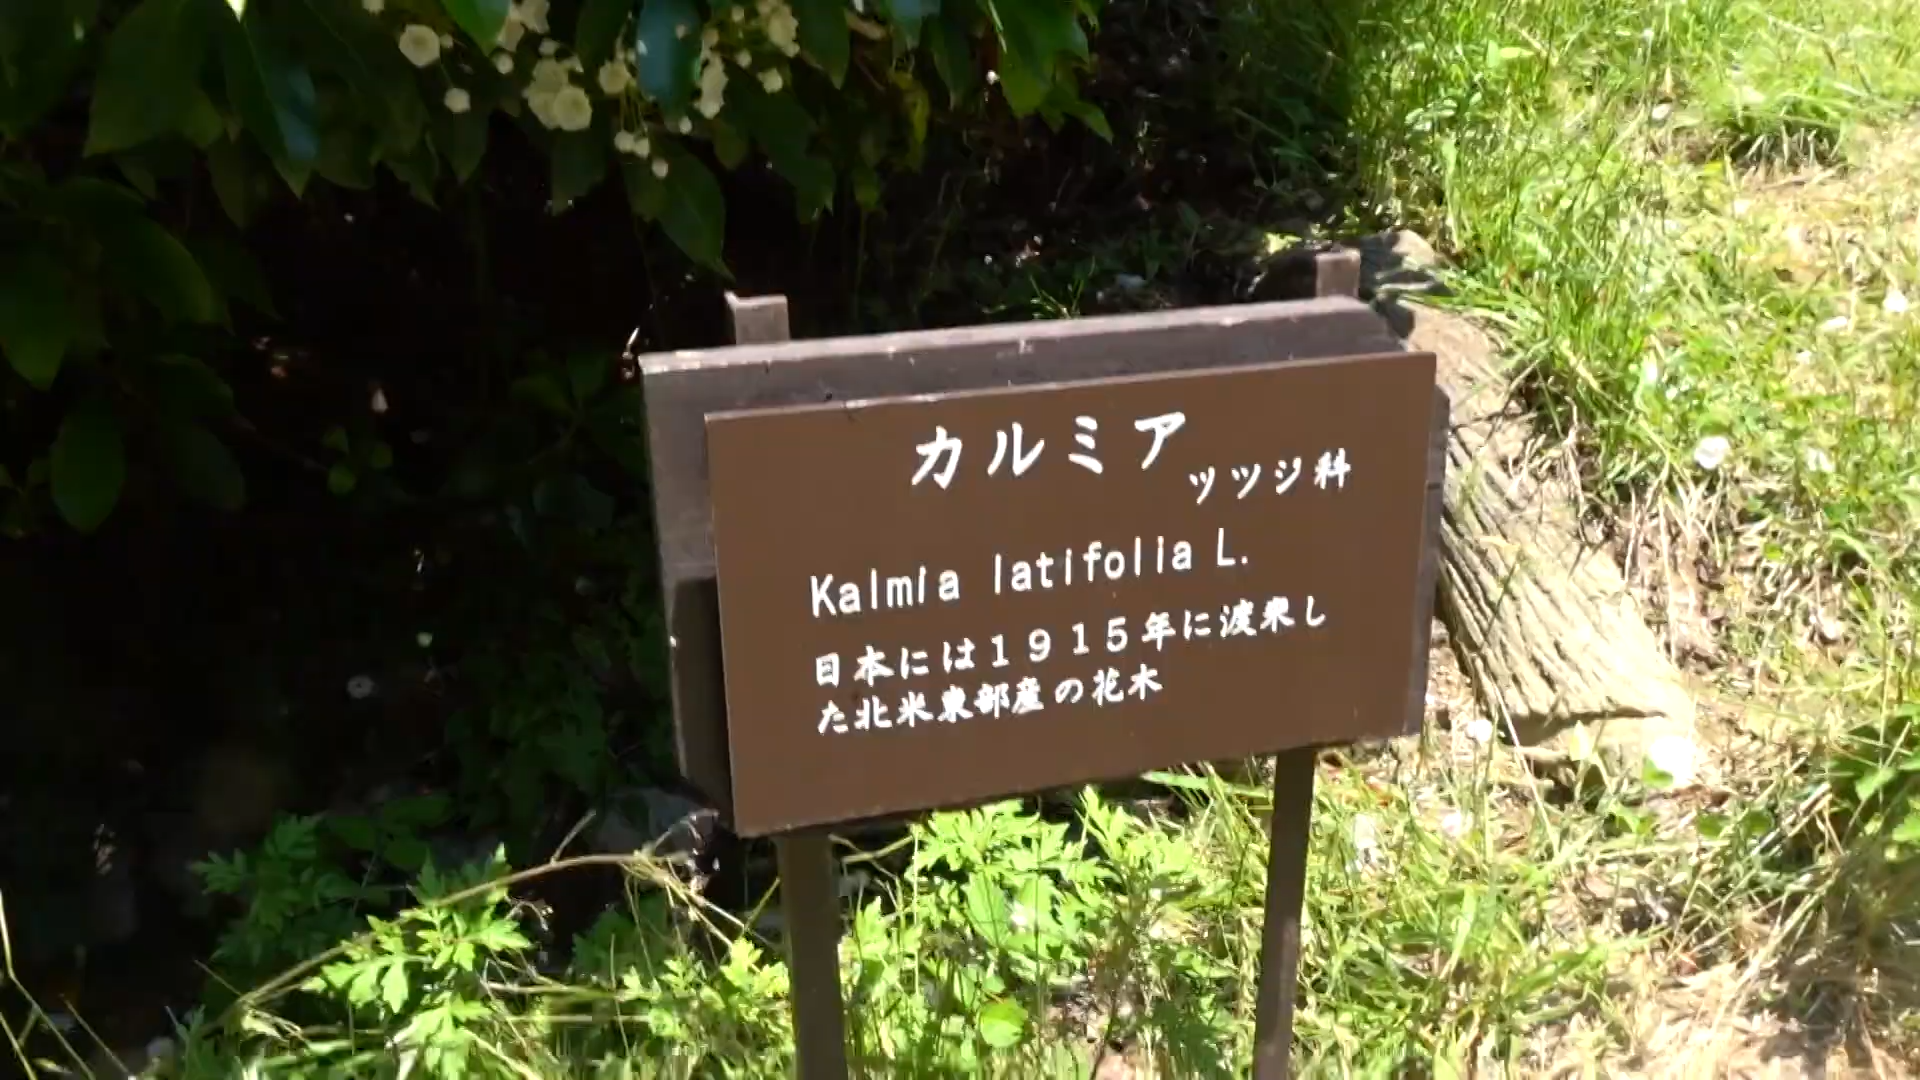 カルミア
ツツジ科
Kalmia latifolia L.
日本には1915年に渡来し
た北米東部産の花木